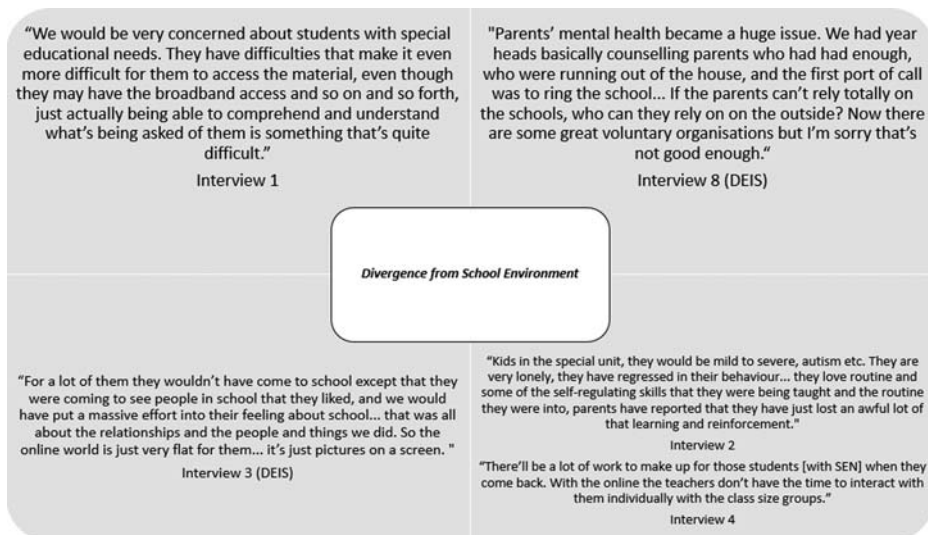 “We would be very concerned about students with special
educational needs. They have difficulties that make it even
more difficult for them to access the material, even though
they may have the broadband access and so on and so forth,
just actually being able to comprehend and understand
what’s being asked of them is something that’s quite
difficult.”
Interview 1
"Parents’ mental health became a huge issue. We had year
heads basically counselling parents who had had enough,
who were running out of the house, and the first port of call
was to ring the school... If the parents can’t rely totally on
the schools, who can they rely on on the outside? Now there
are some great voluntary organisations but I’m sorry that’s
not good enough.“
Interview 8 (DEIS)
Divergence from School Environment
“For a lot of them they wouldn’t have come to school except that they
were coming to see people in school that they liked, and we would
have put a massive effort into their feeling about school... that was all
about the relationships and the people and things we did. So the
online world is just very flat for them... it’s just pictures on a screen. "
Interview 3 (DEIS)
“Kids in the special unit, they would be mild to severe, autism etc. They are
very lonely, they have regressed in their behaviour... they love routine and
some of the self-regulating skills that they were being taught and the routine
they were into, parents have reported that they have just lost an awful lot of
that learning and reinforcement."
Interview 2
“There’ll be a lot of work to make up for those students [with SEN] when they
come back. With the online the teachers don’t have the time to interact with
them individually with the class size groups.”
Interview 4